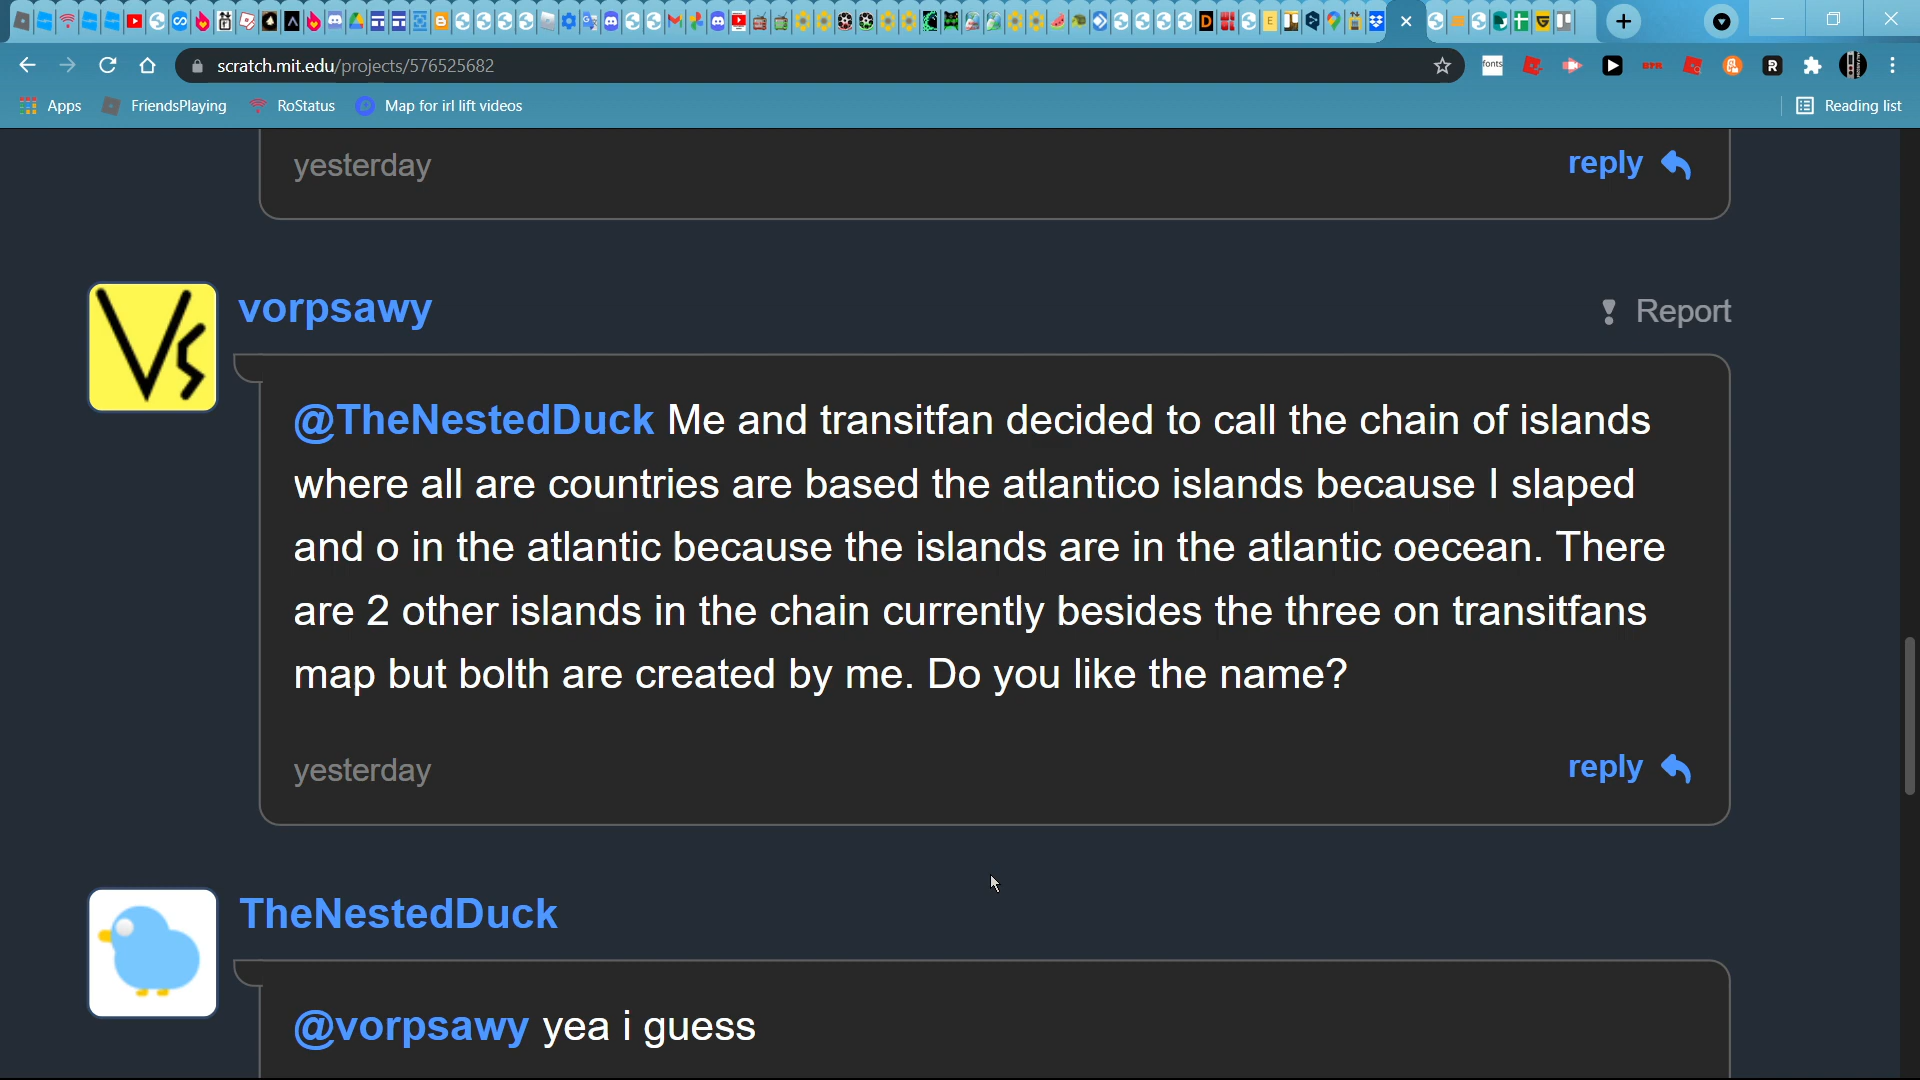 scratch.mit.edu/projects/576525682
fonts
BTR
Apps
FriendsPlaying
RoStatus
Map for irl lift videos
Reading list
yesterday
reply
Vs
vorpsawy
Report
@TheNestedDuck Me and transitfan decided to call the chain of islands
where all are countries are based the atlantico islands because I slaped
and o in the atlantic because the islands are in the atlantic oecean. There
are 2 other islands in the chain currently besides the three on transitfans
map but bolth are created by me. Do you like the name?
yesterday
reply
TheNestedDuck
@vorpsawy yea i guess